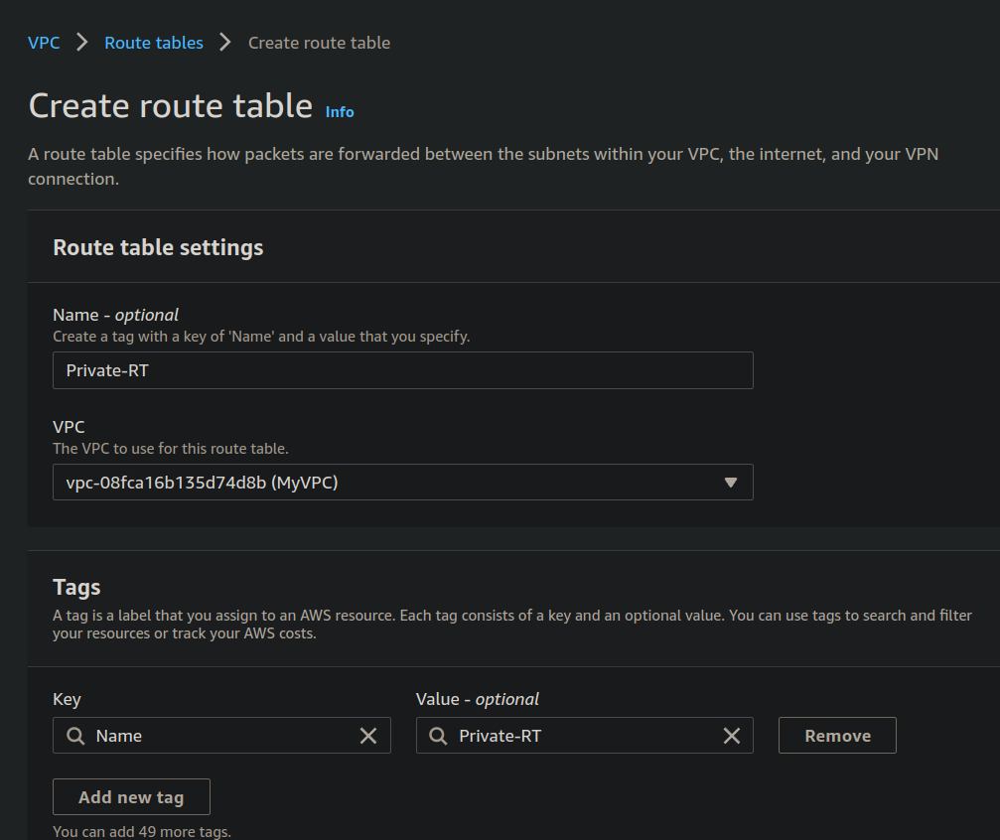 VPC > Route tables > Create route table
Create route table Info
A route table specifies how packets are forwarded between the subnets within your VPC, the internet, and your VPN
connection.
Route table settings
Name - optional
Create a tag with a key of 'Name' and a value that you specify.
Private-RT
VPC
The VPC to use for this route table.
vpc-08fca16b135d74d8b (MyVPC)
Tags
A tag is a label that you assign to an AWS resource. Each tag consists of a key and an optional value. You can use tags to search and filter
your resources or track your AWS costs.
Key Value - optional
Name Private-RT Remove
Add new tag
You can add 49 more tags.